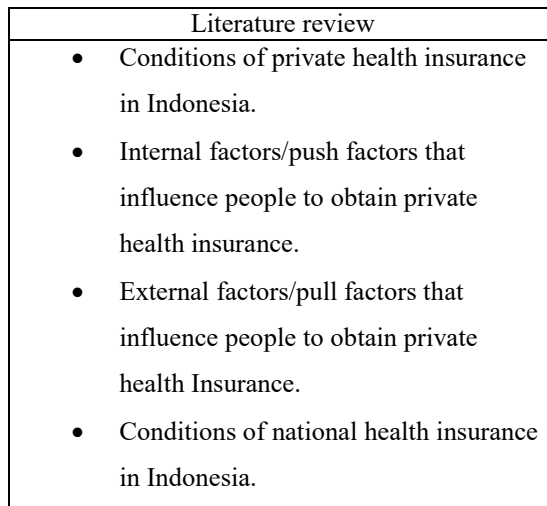 Literature review
• Conditions of private health insurance
in Indonesia.
• Internal factors/push factors that
influence people to obtain private
health insurance.
• External factors/pull factors that
influence people to obtain private
health Insurance.
• Conditions of national health insurance
in Indonesia.